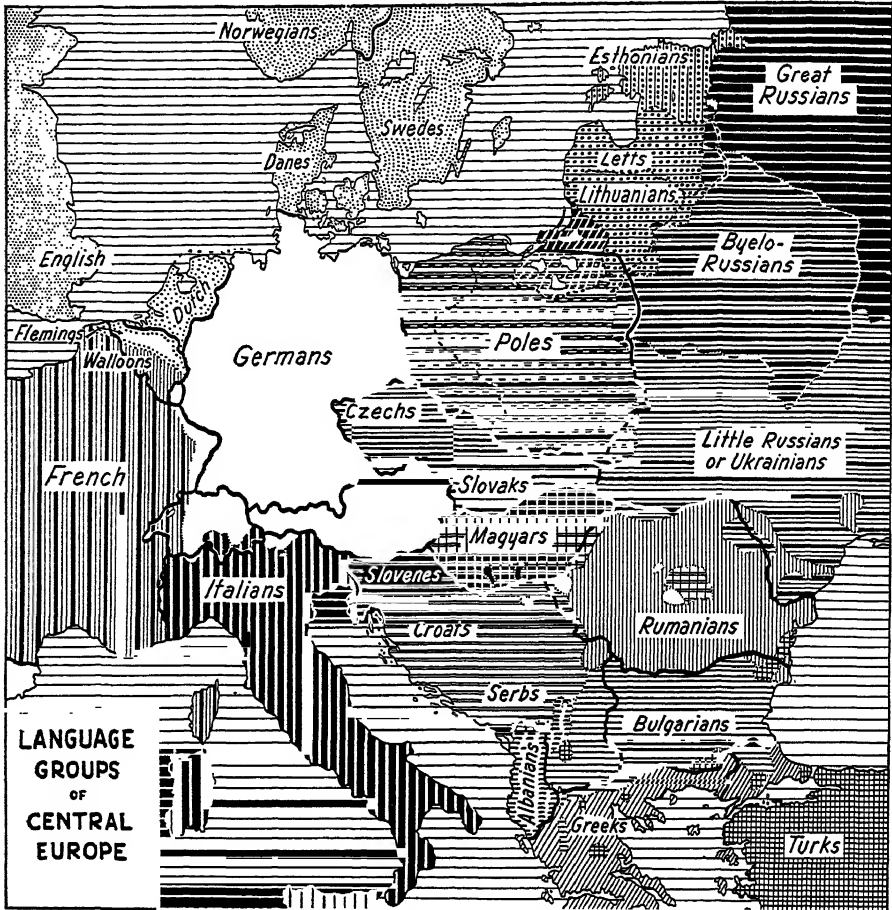 Norwegians
Esthonians
Great
Russians
Swedes
Danes
Letts
Lithuanians
English
Dutch
Byelo-
Russians
Flemings
Walloons
Germans
Poles
Czechs
French
Little Russians
or Ukrainians
Slovaks
Magyars
Italians
Slovenes
Croats
Rumanians
Serbs
Bulgarians
Albanians
Greeks
Turks
LANGUAGE
GROUPS
OF
CENTRAL
EUROPE